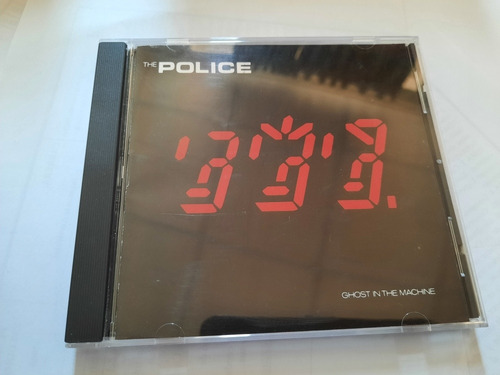 THE POLICE
GHOST IN THE MACHINE